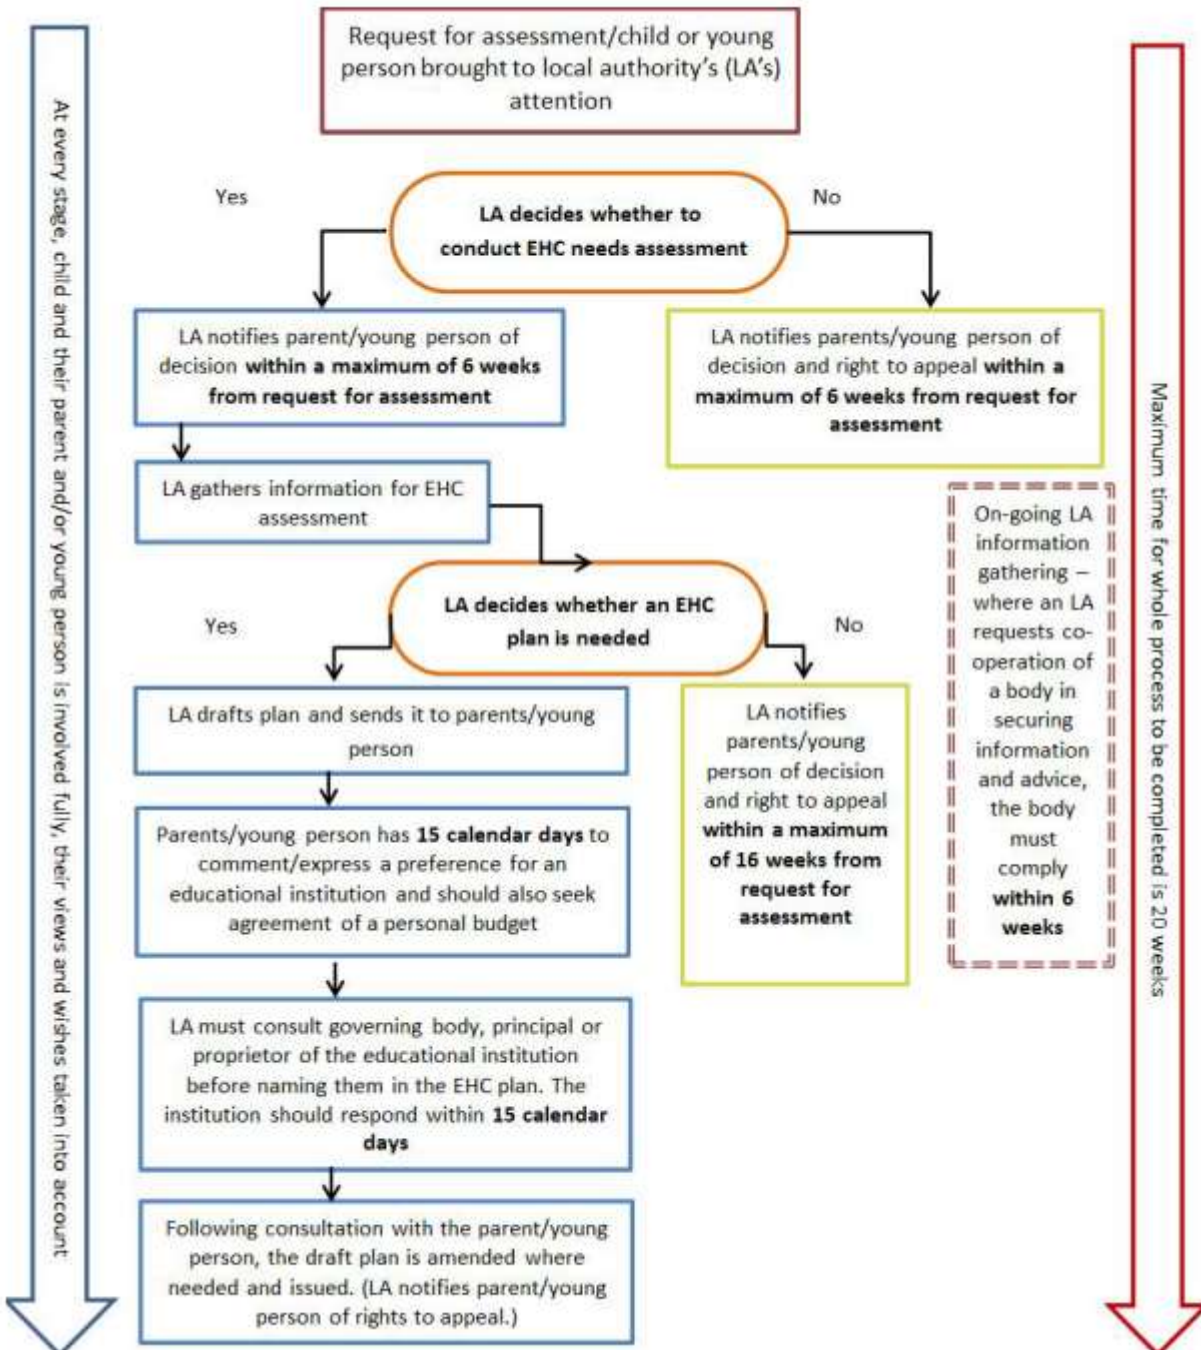 Request for assessment/child or young
person brought to local authority's (LA's)
attention
At every stage, child and their parent and/or young person is involved fully, their views and wishes taken into account
Maximum time for whole process to be completed is 20 weeks
Yes
LA decides whether to
conduct EHC needs assessment
No
LA notifies parent/young person of
decision within a maximum of 6 weeks
from request for assessment
LA notifies parents/young person of
decision and right to appeal within a
maximum of 6 weeks from request for
assessment
LA gathers information for EHC
assessment
On-going LA
information
gathering –
where an LA
requests co-
operation of
a body in
securing
information
and advice,
the body
must
comply
within 6
weeks
Yes
LA decides whether an EHC
plan is needed
No
LA drafts plan and sends it to parents/young
person
LA notifies
parents/young
person of decision
and right to appeal
within a maximum
of 16 weeks from
request for
assessment
Parents/young person has 15 calendar days to
comment/express a preference for an
educational institution and should also seek
agreement of a personal budget
LA must consult governing body, principal or
proprietor of the educational institution
before naming them in the EHC plan. The
institution should respond within 15 calendar
days
Following consultation with the parent/young
person, the draft plan is amended where
needed and issued. (LA notifies parent/young
person of rights to appeal.)